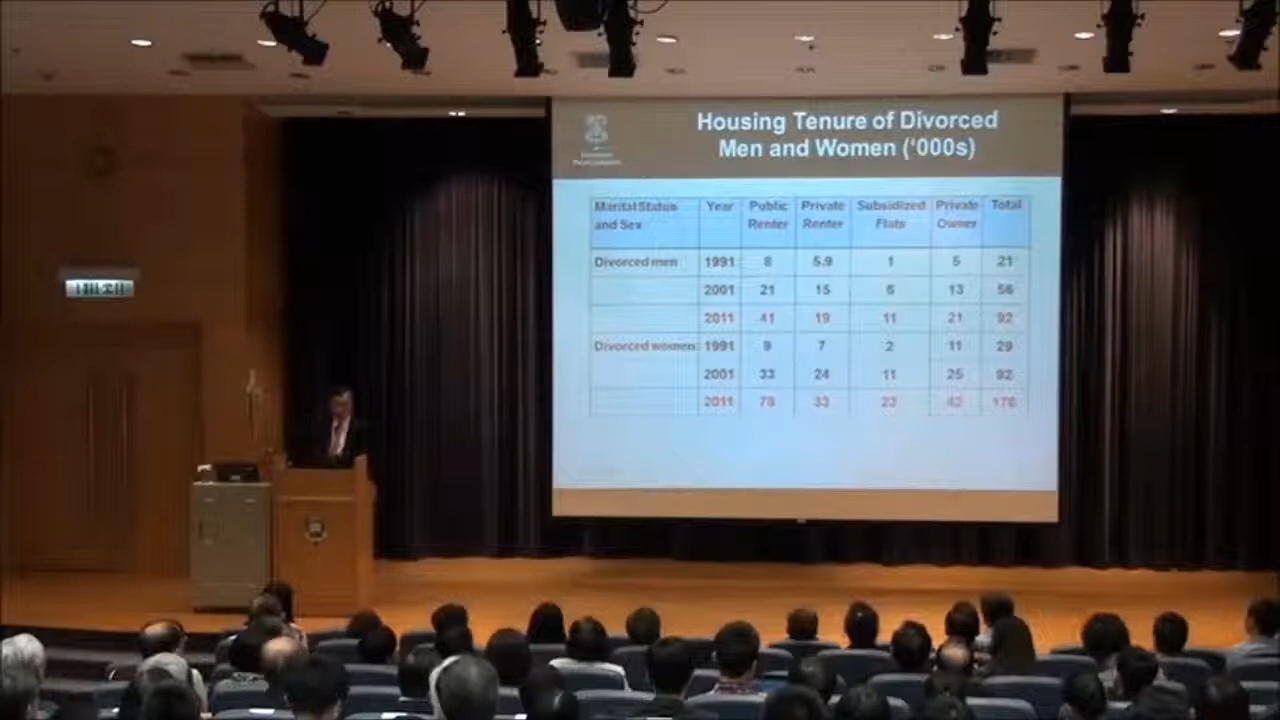 Housing Tenure of Divorced
Men and Women ('000s)
Marital Status and Sex Year Public Renter Private Renter Subsidized Flats Private Owner Total
Divorced men 1991 8 5.9 1 5 21
2001 21 15 6 13 56
2011 41 19 11 21 92
Divorced women 1991 9 7 2 11 29
2001 33 24 11 25 92
2011 78 33 23 42 176